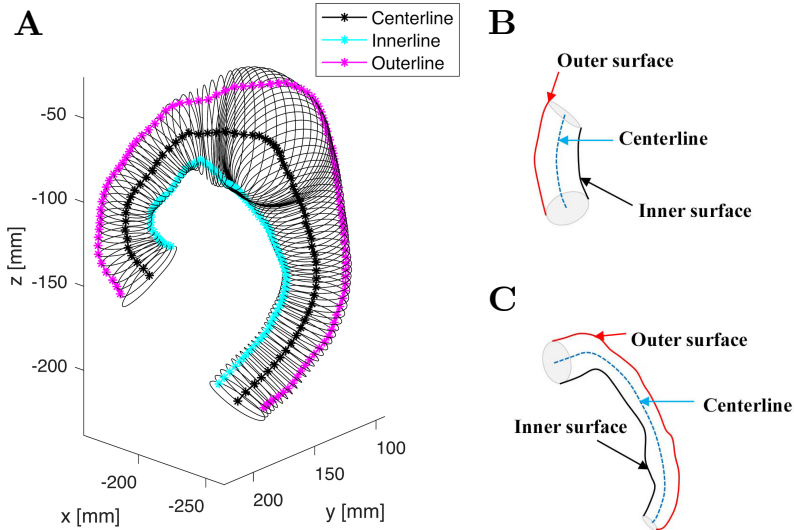 A
Centerline
Innerline
Outerline
-50
-100
-150
-200
z [mm]
-200
-250
x [mm]
200
150
100
y [mm]
B
Outer surface
Centerline
Inner surface
C
Outer surface
Centerline
Inner surface